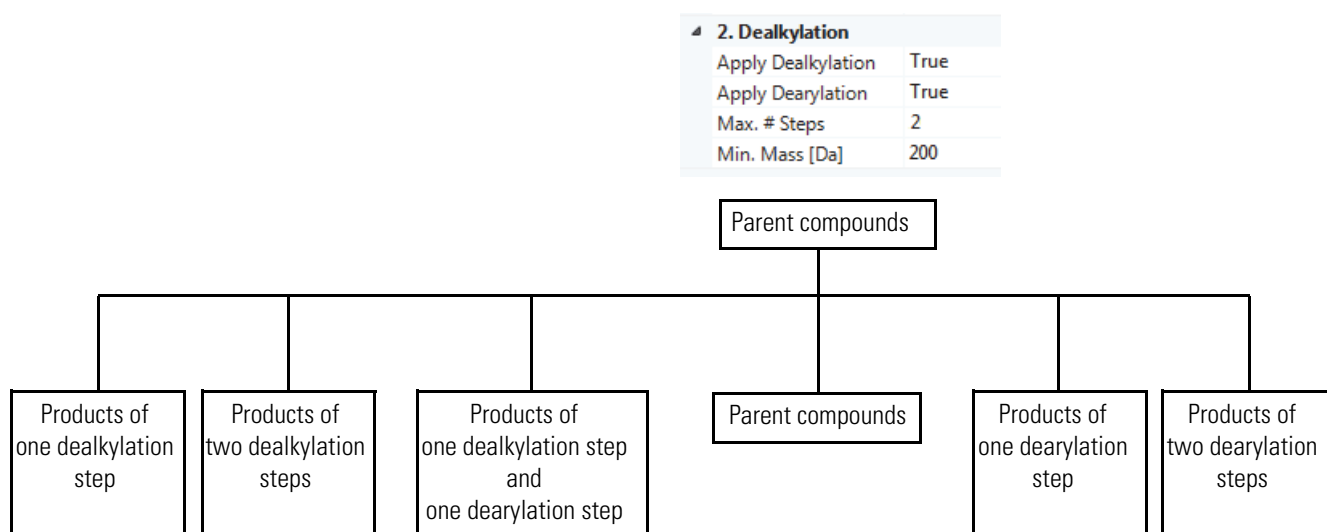 2. Dealkylation
Apply Dealkylation True
Apply Dearylation True
Max. # Steps 2
Min. Mass [Da] 200
Parent compounds
Products of
one dealkylation
step
Products of
two dealkylation
steps
Products of
one dealkylation step
and
one dearylation step
Parent compounds
Products of
one dearylation
step
Products of
two dearylation
steps